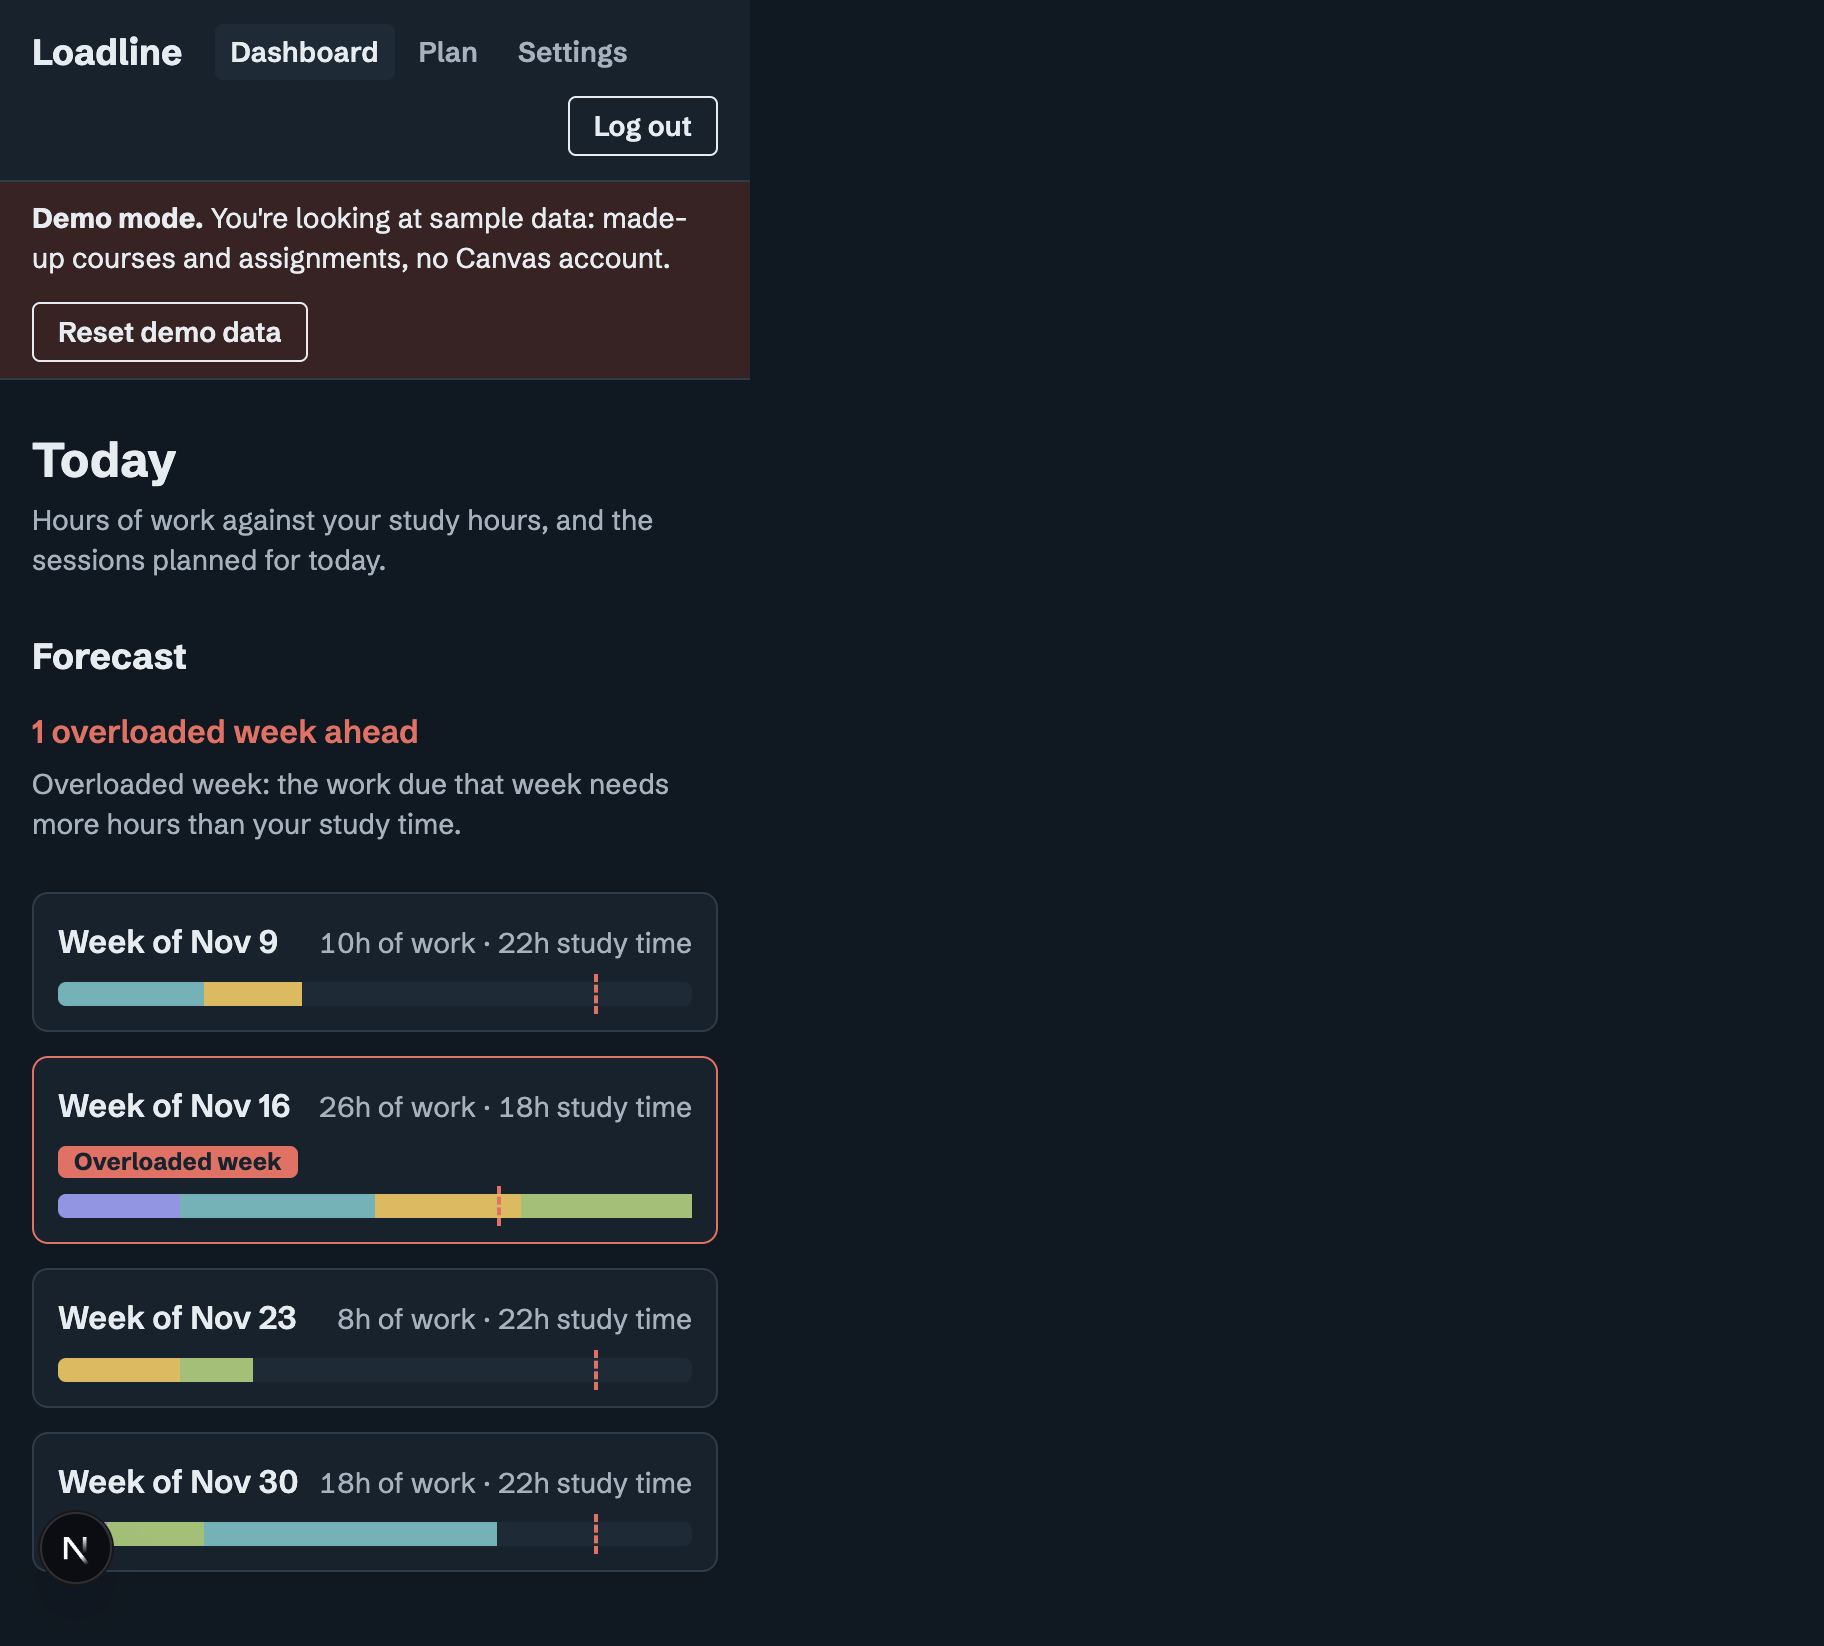 Loadline Dashboard Plan Settings
Log out
Demo mode. You're looking at sample data: made-
up courses and assignments, no Canvas account.
Reset demo data
Today
Hours of work against your study hours, and the
sessions planned for today.
Forecast
1 overloaded week ahead
Overloaded week: the work due that week needs
more hours than your study time.
Week of Nov 9 10h of work · 22h study time
Week of Nov 16 26h of work · 18h study time
Overloaded week
Week of Nov 23 8h of work · 22h study time
Week of Nov 30 18h of work · 22h study time
N